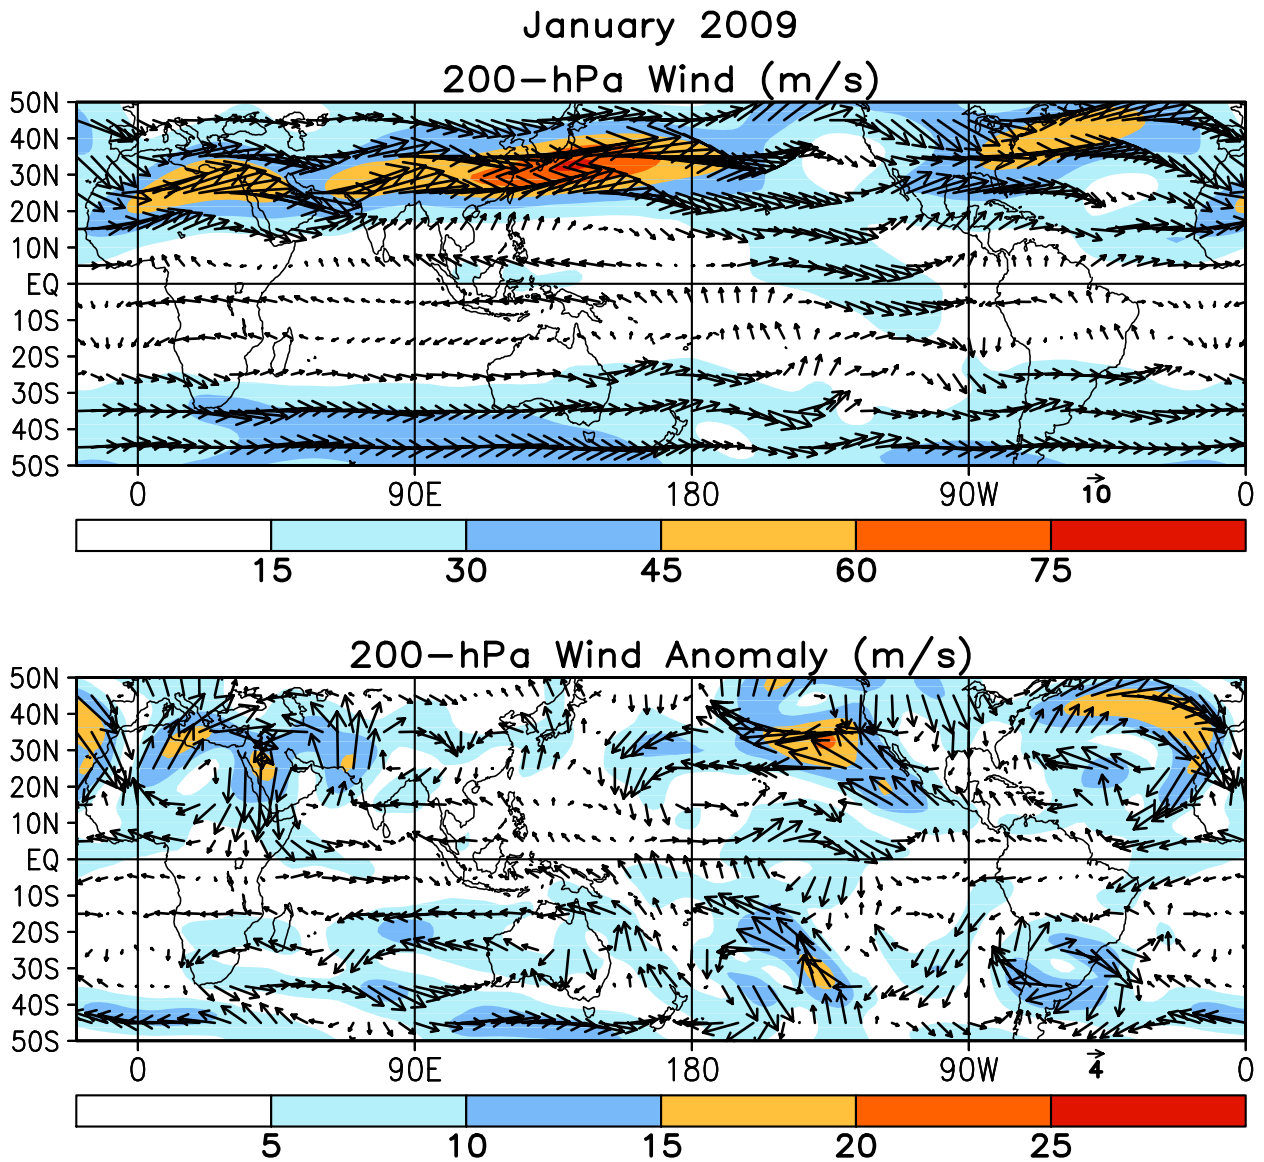 January 2009
200-hPa Wind (m/s)
50N
40N
30N
20N
10N
EQ
10S
20S
30S
40S
50S
0 90E 180 90W 10 0
15 30 45 60 75
200-hPa Wind Anomaly (m/s)
50N
40N
30N
20N
10N
EQ
10S
20S
30S
40S
50S
0 90E 180 90W 4 0
5 10 15 20 25